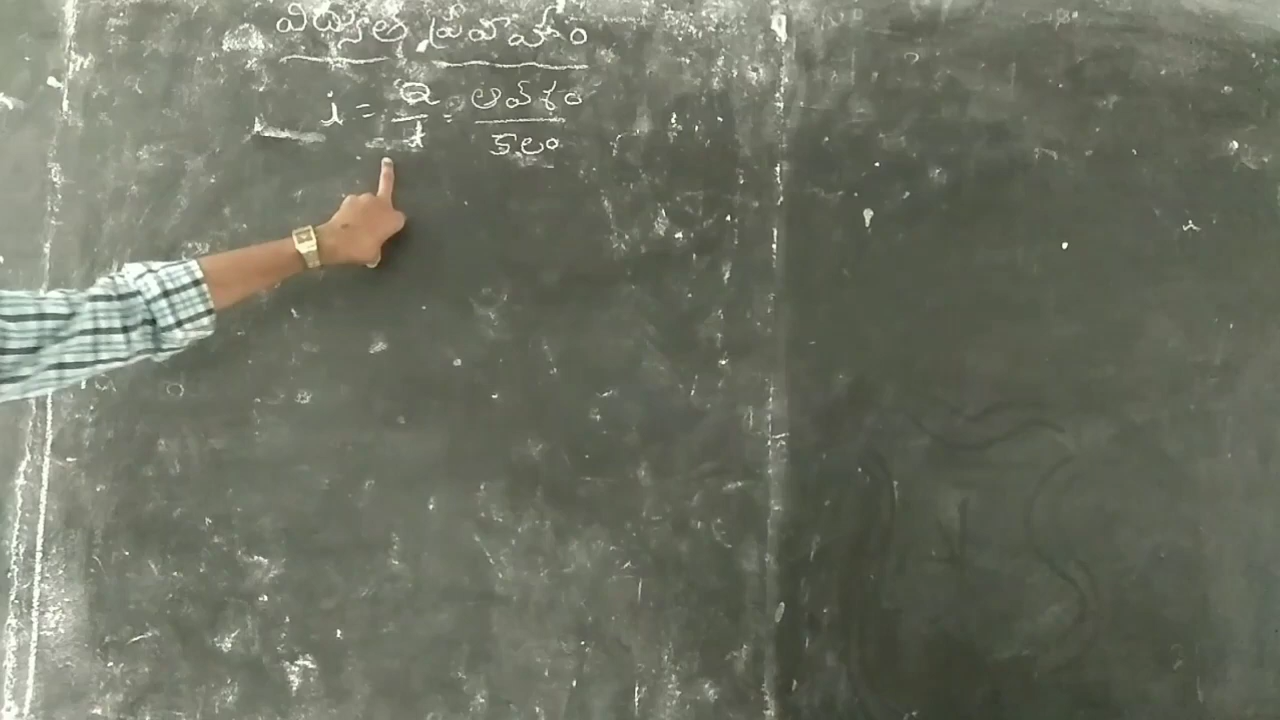 విద్యుత్ ప్రవాహం
i = Q/t = ఆవేశం/కాలం